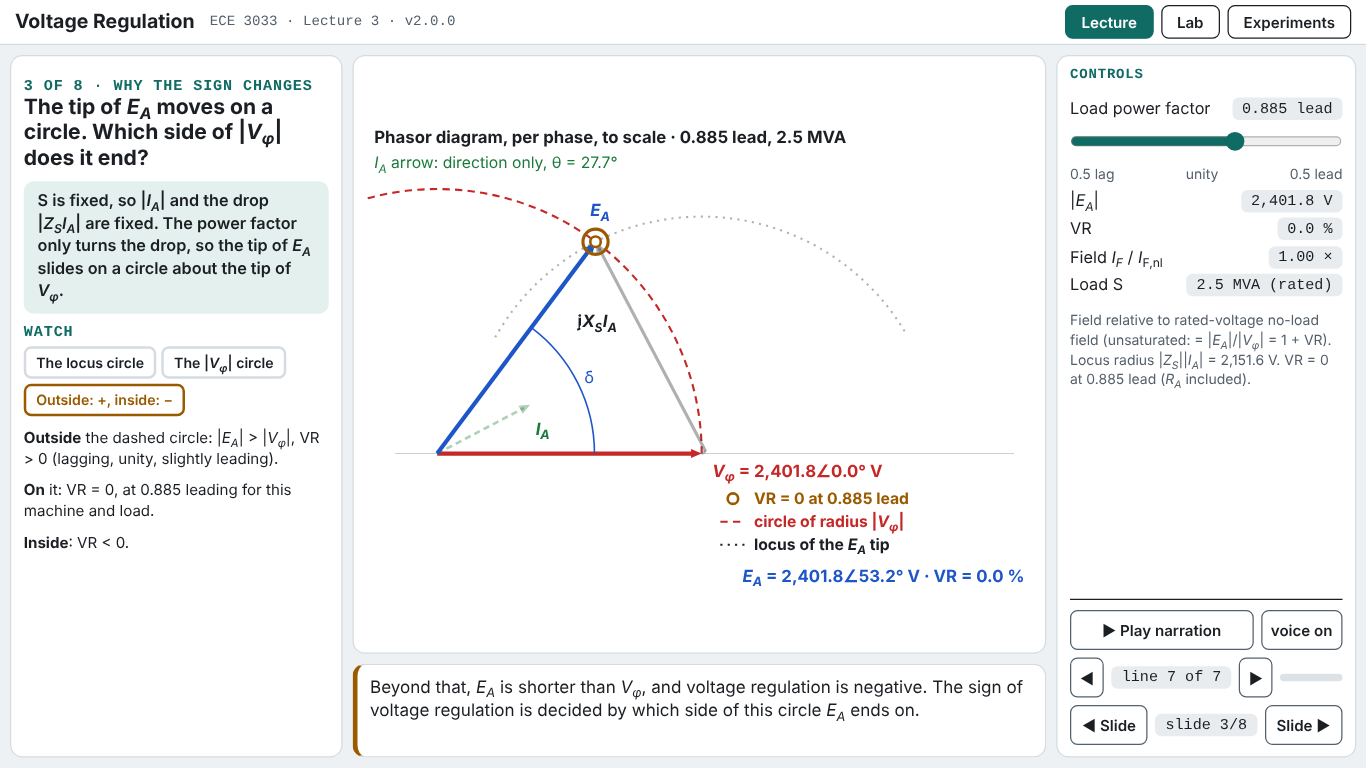 Voltage Regulation ECE 3033 · Lecture 3 · v2.0.0
Lecture Lab Experiments
3 OF 8 · WHY THE SIGN CHANGES
The tip of E_A moves on a
circle. Which side of |V_φ|
does it end?
S is fixed, so |I_A| and the drop
|Z_S I_A| are fixed. The power factor
only turns the drop, so the tip of E_A
slides on a circle about the tip of
V_φ.
WATCH
The locus circle The |V_φ| circle
Outside: +, inside: −
Outside the dashed circle: |E_A| > |V_φ|, VR
> 0 (lagging, unity, slightly leading).
On it: VR = 0, at 0.885 leading for this
machine and load.
Inside: VR < 0.
Phasor diagram, per phase, to scale · 0.885 lead, 2.5 MVA
I_A arrow: direction only, θ = 27.7°
E_A
jX_S I_A
δ
I_A
V_φ = 2,401.8∠0.0° V
VR = 0 at 0.885 lead
circle of radius |V_φ|
locus of the E_A tip
E_A = 2,401.8∠53.2° V · VR = 0.0 %
Beyond that, E_A is shorter than V_φ, and voltage regulation is negative. The sign of
voltage regulation is decided by which side of this circle E_A ends on.
CONTROLS
Load power factor 0.885 lead
0.5 lag unity 0.5 lead
|E_A| 2,401.8 V
VR 0.0 %
Field I_F / I_F,nl 1.00 ×
Load S 2.5 MVA (rated)
Field relative to rated-voltage no-load
field (unsaturated: = |E_A|/|V_φ| = 1 + VR).
Locus radius |Z_S||I_A| = 2,151.6 V. VR = 0
at 0.885 lead (R_A included).
▶ Play narration voice on
◀ line 7 of 7 ▶
◀ Slide slide 3/8 Slide ▶